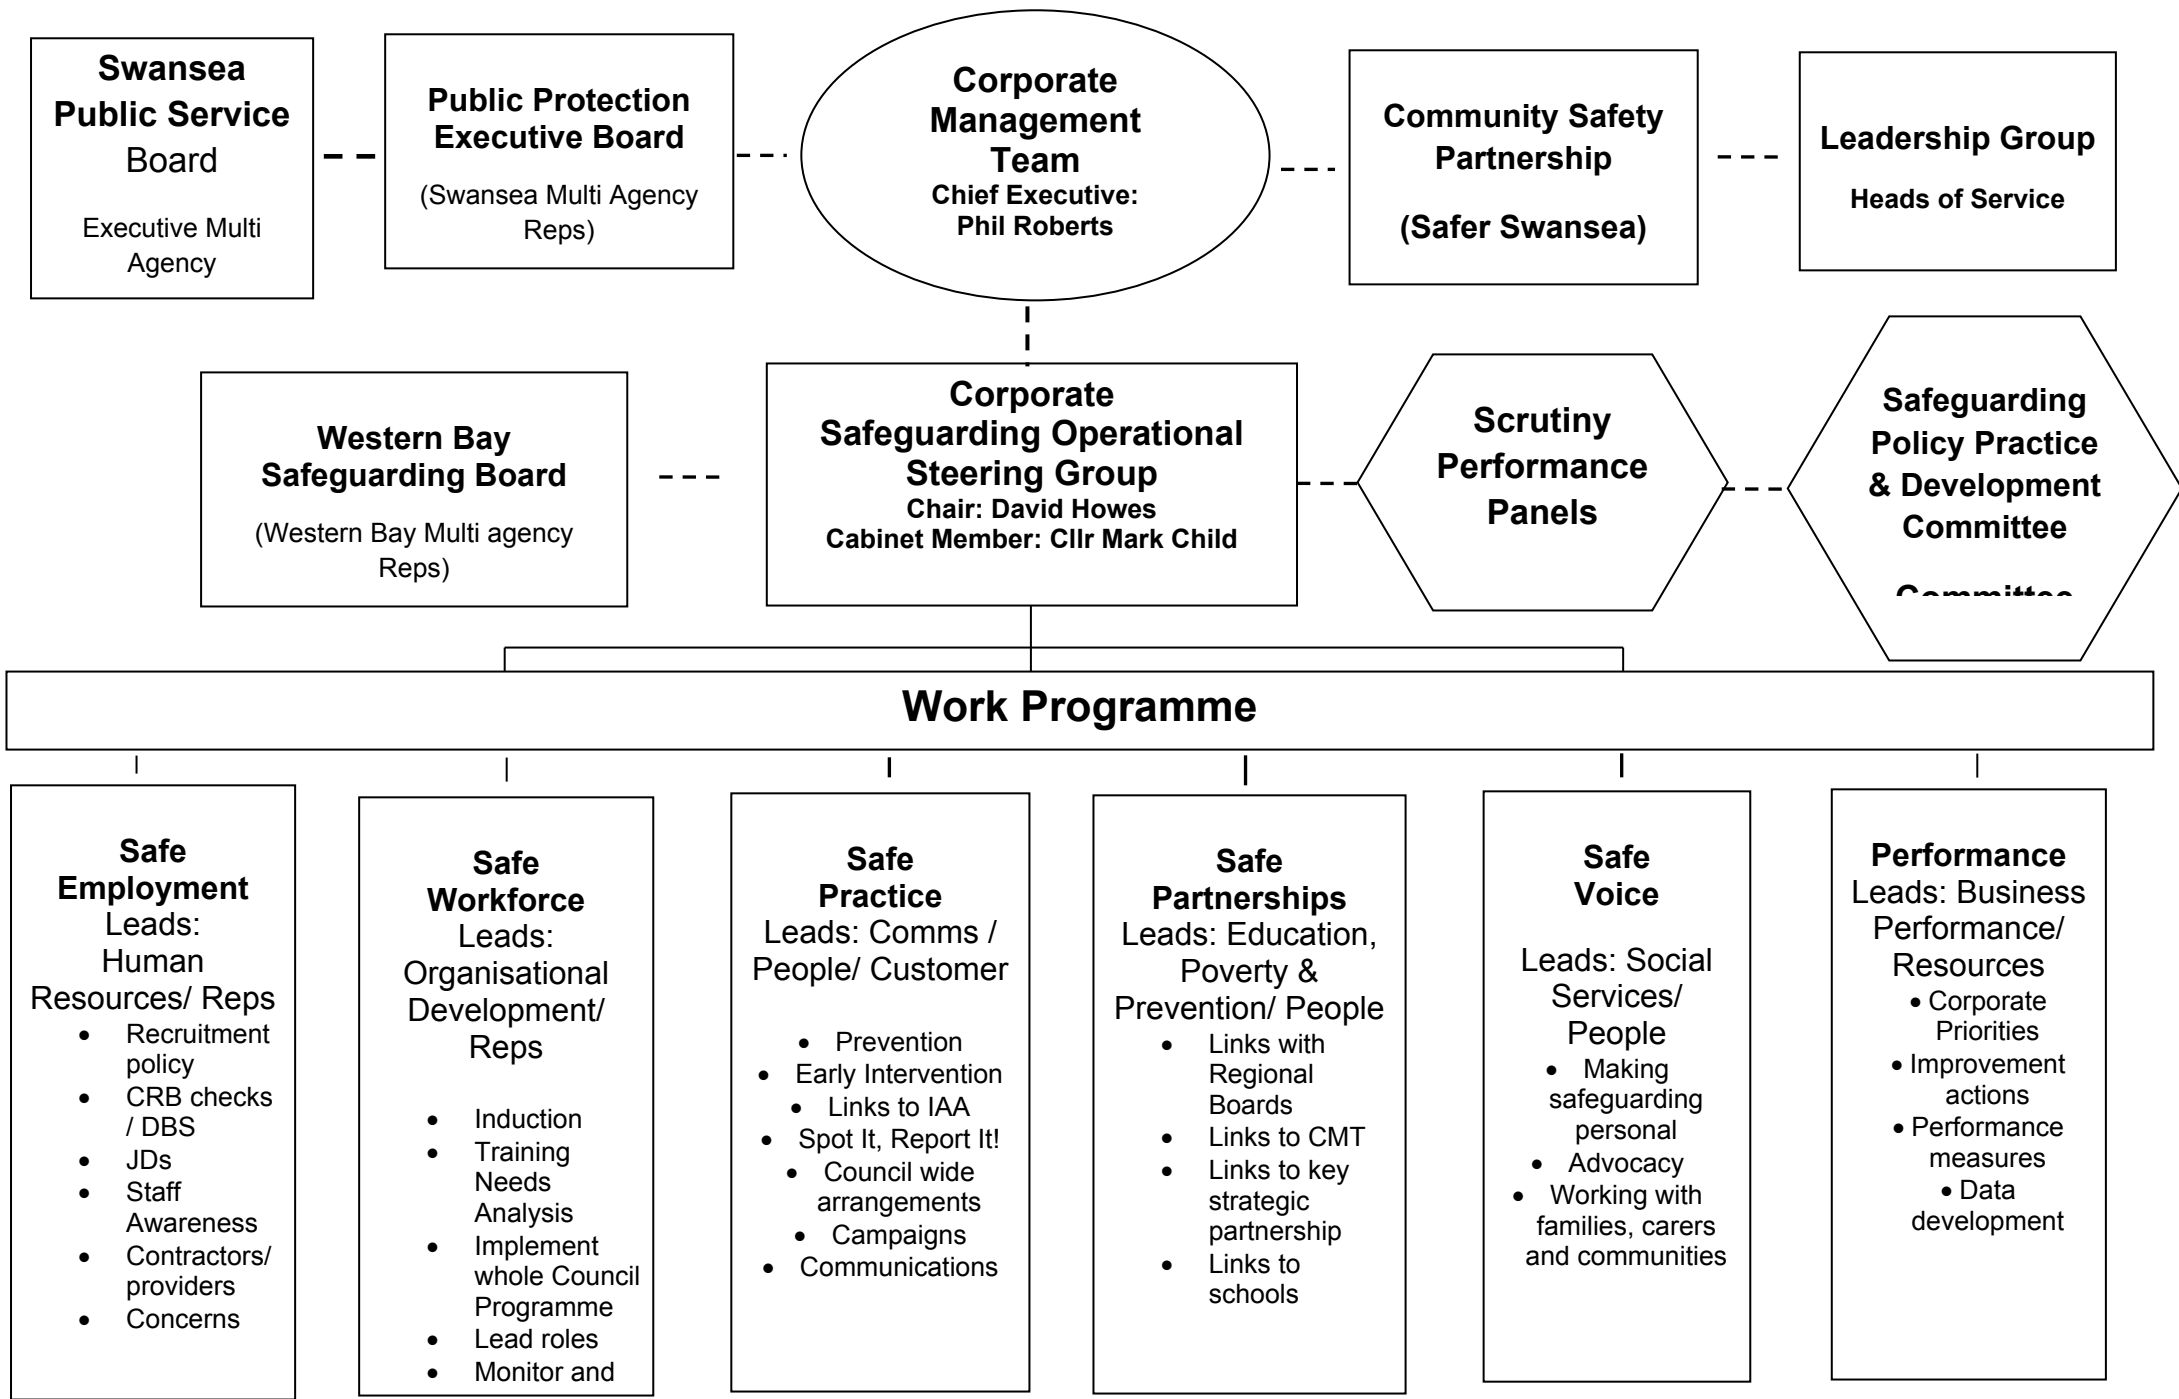 Swansea
Public Service
Board
Executive Multi
Agency
Public Protection
Executive Board
(Swansea Multi Agency
Reps)
Corporate
Management
Team
Chief Executive:
Phil Roberts
Community Safety
Partnership
(Safer Swansea)
Leadership Group
Heads of Service
Western Bay
Safeguarding Board
(Western Bay Multi agency
Reps)
Corporate
Safeguarding Operational
Steering Group
Chair: David Howes
Cabinet Member: Cllr Mark Child
Scrutiny
Performance
Panels
Safeguarding
Policy Practice
& Development
Committee
Committee
Work Programme
Safe
Employment
Leads:
Human
Resources/ Reps
• Recruitment
policy
• CRB checks
/ DBS
• JDs
• Staff
Awareness
• Contractors/
providers
• Concerns
Safe
Workforce
Leads:
Organisational
Development/
Reps
• Induction
• Training
Needs
Analysis
• Implement
whole Council
Programme
• Lead roles
• Monitor and
Safe
Practice
Leads: Comms /
People/ Customer
• Prevention
• Early Intervention
• Links to IAA
• Spot It, Report It!
• Council wide
arrangements
• Campaigns
• Communications
Safe
Partnerships
Leads: Education,
Poverty &
Prevention/ People
• Links with
Regional
Boards
• Links to CMT
• Links to key
strategic
partnership
• Links to
schools
Safe
Voice
Leads: Social
Services/
People
• Making
safeguarding
personal
• Advocacy
• Working with
families, carers
and communities
Performance
Leads: Business
Performance/
Resources
• Corporate
Priorities
• Improvement
actions
• Performance
measures
• Data
development